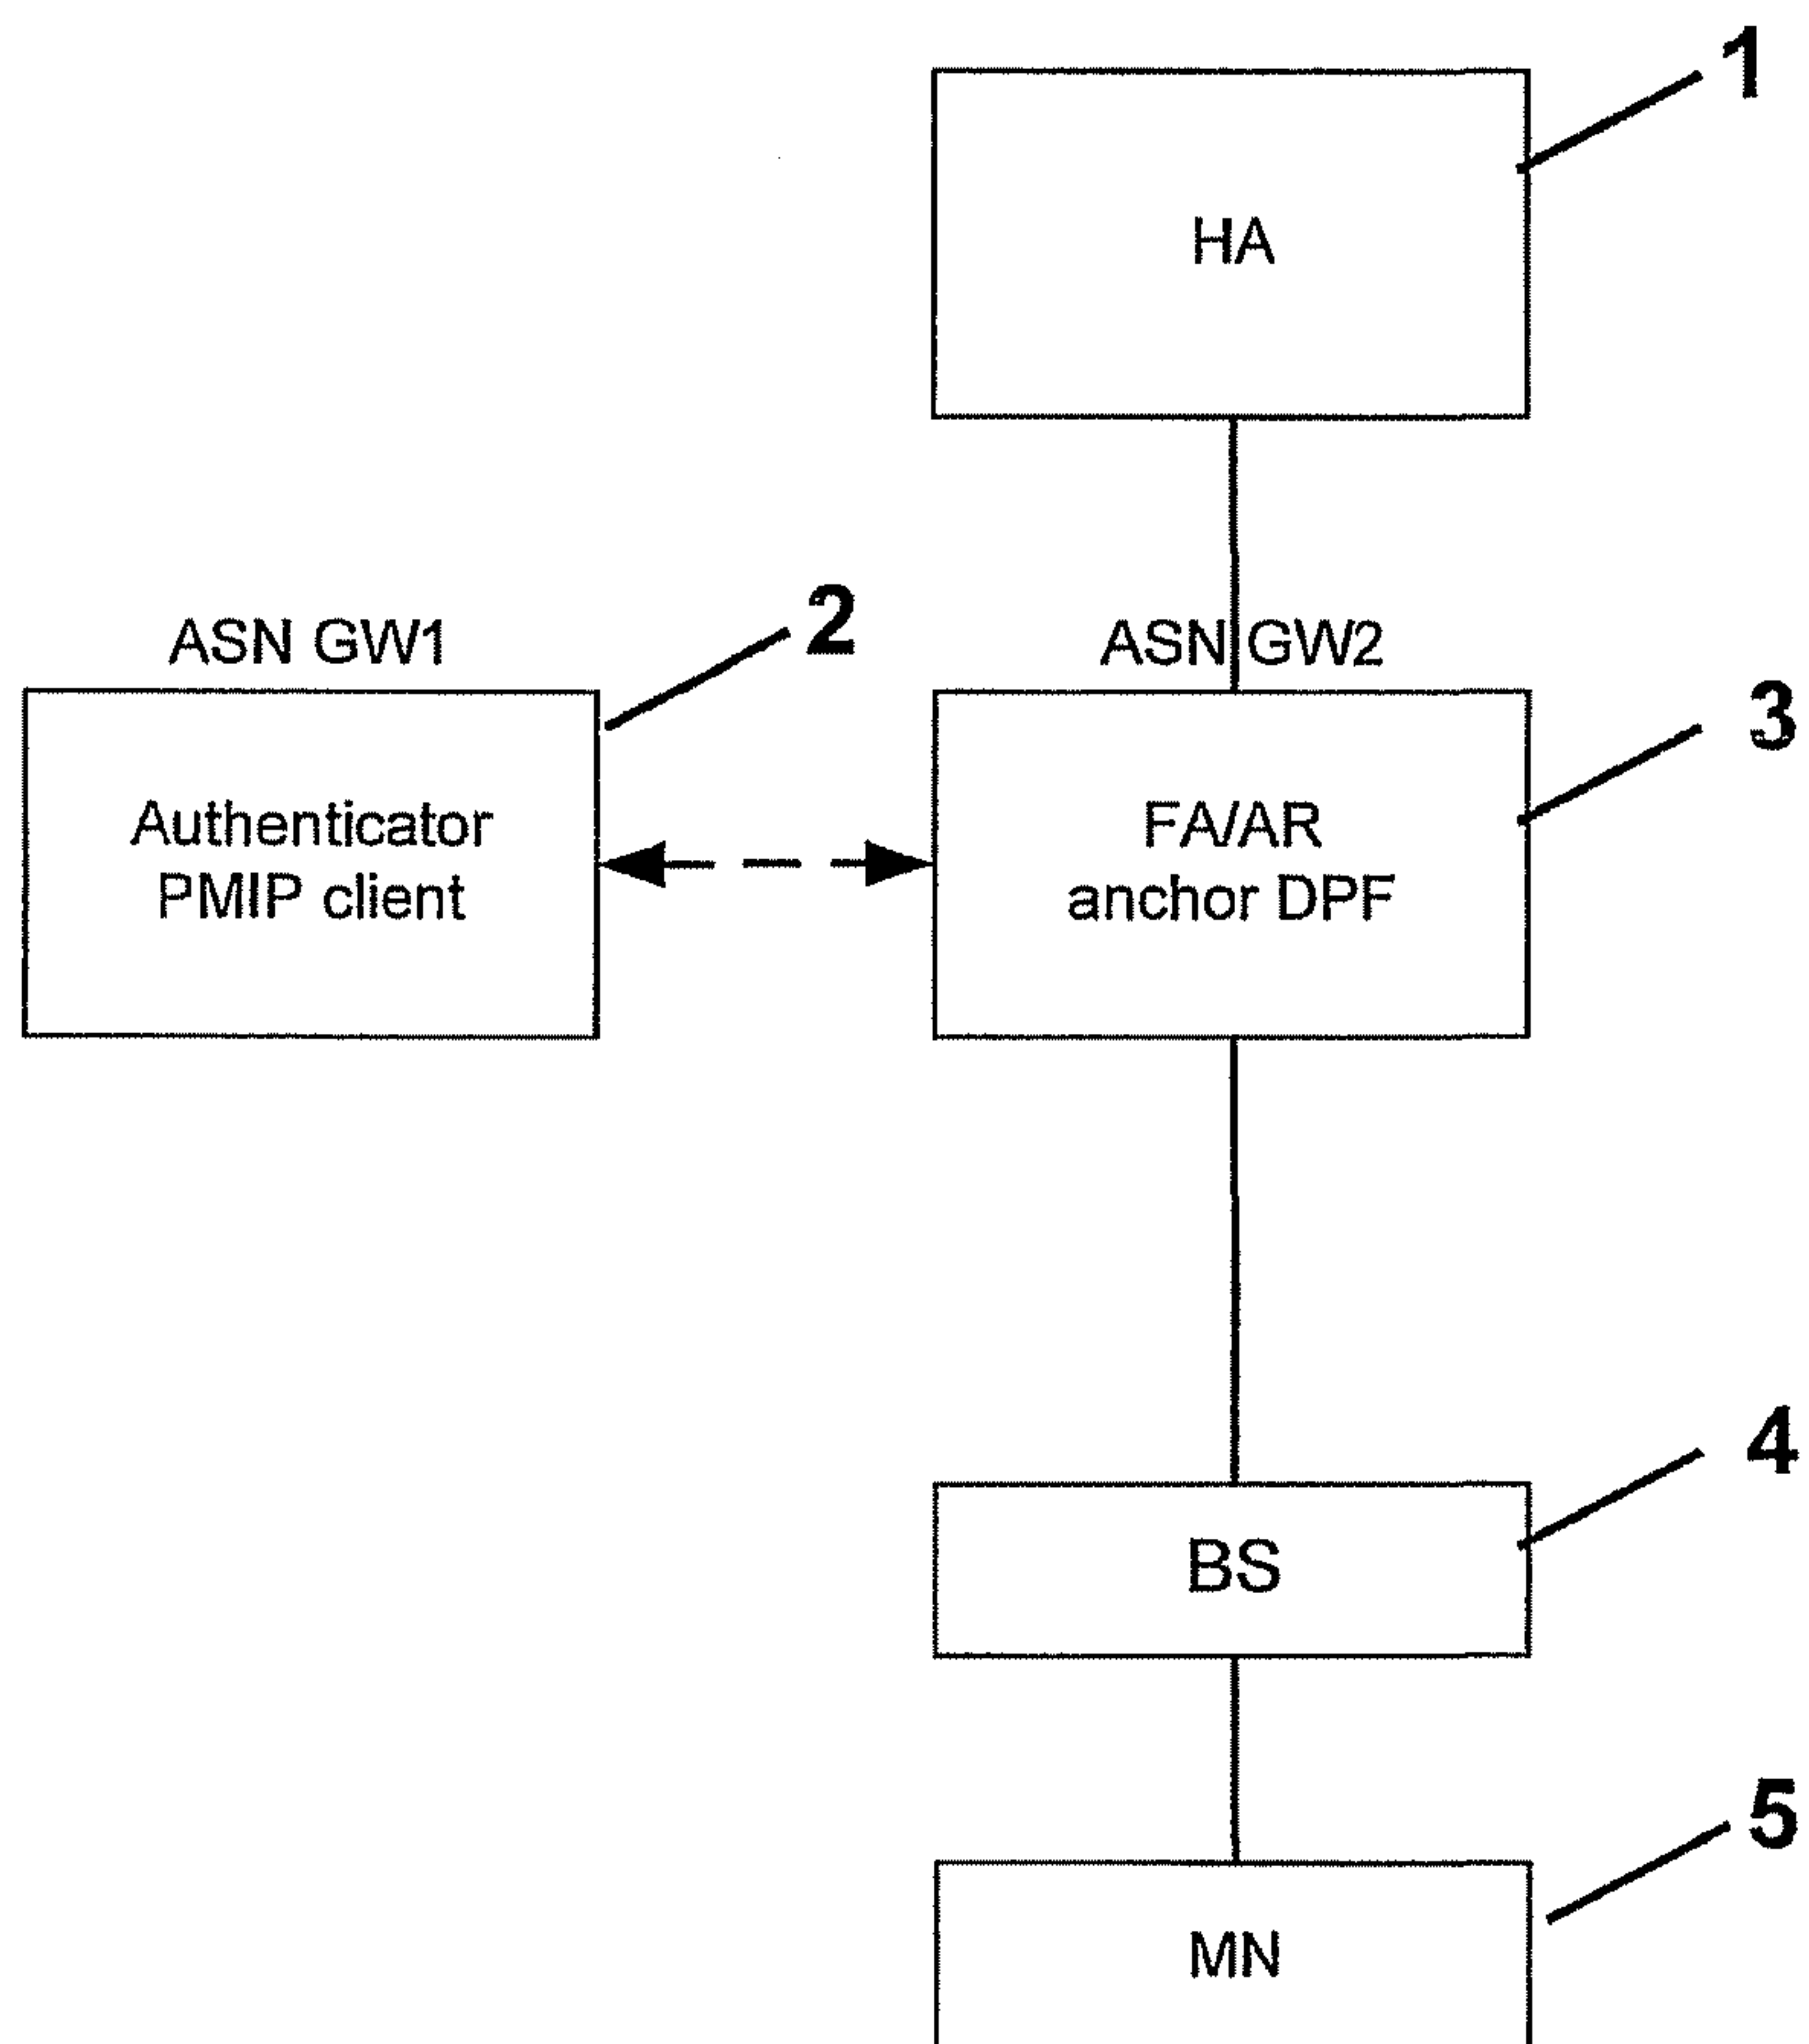 1
HA
ASN GW1
2
ASN GW2
3
Authenticator
PMIP client
FA/AR
anchor DPF
4
BS
5
MN